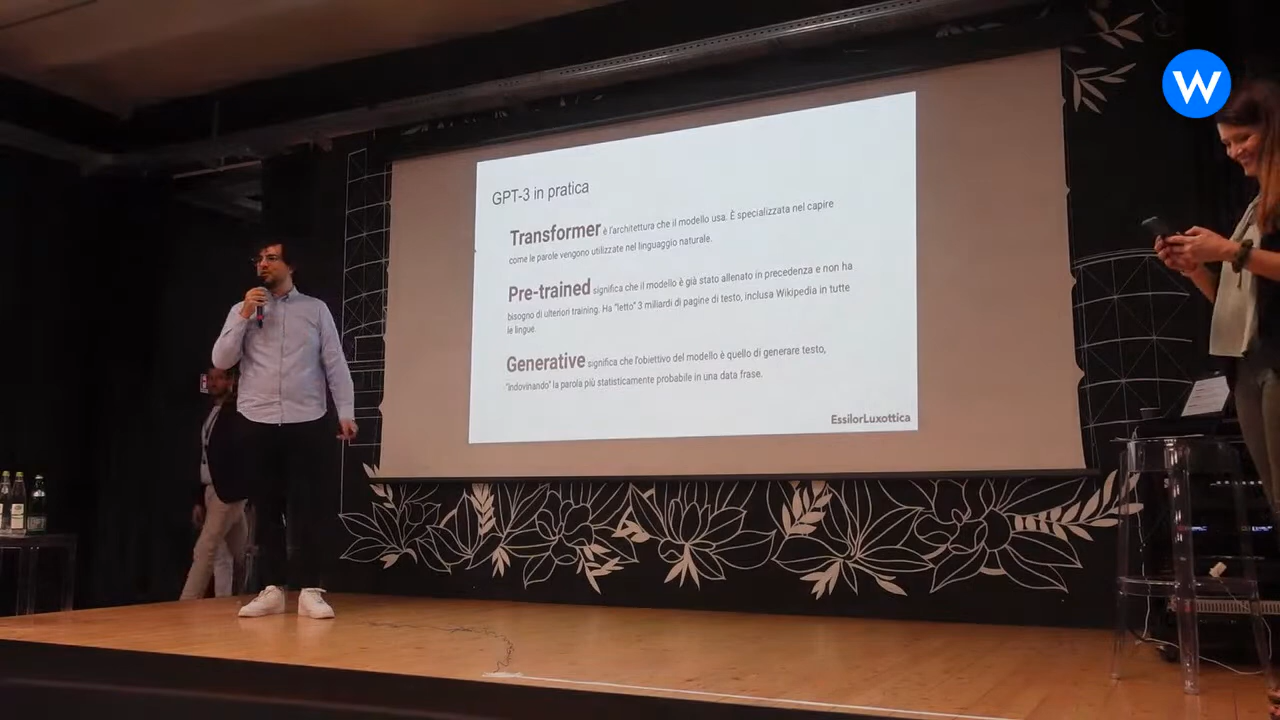 GPT-3 in pratica
Transformer è l'architettura che il modello usa. È specializzata nel capire
come le parole vengono utilizzate nel linguaggio naturale.
Pre-trained significa che il modello è già stato allenato in precedenza e non ha
bisogno di ulteriori training. Ha "letto" 3 miliardi di pagine di testo, inclusa Wikipedia in tutte
le lingue.
Generative significa che l'obiettivo del modello è quello di generare testo,
"indovinando" la parola più statisticamente probabile in una data frase.
EssilorLuxottica
W